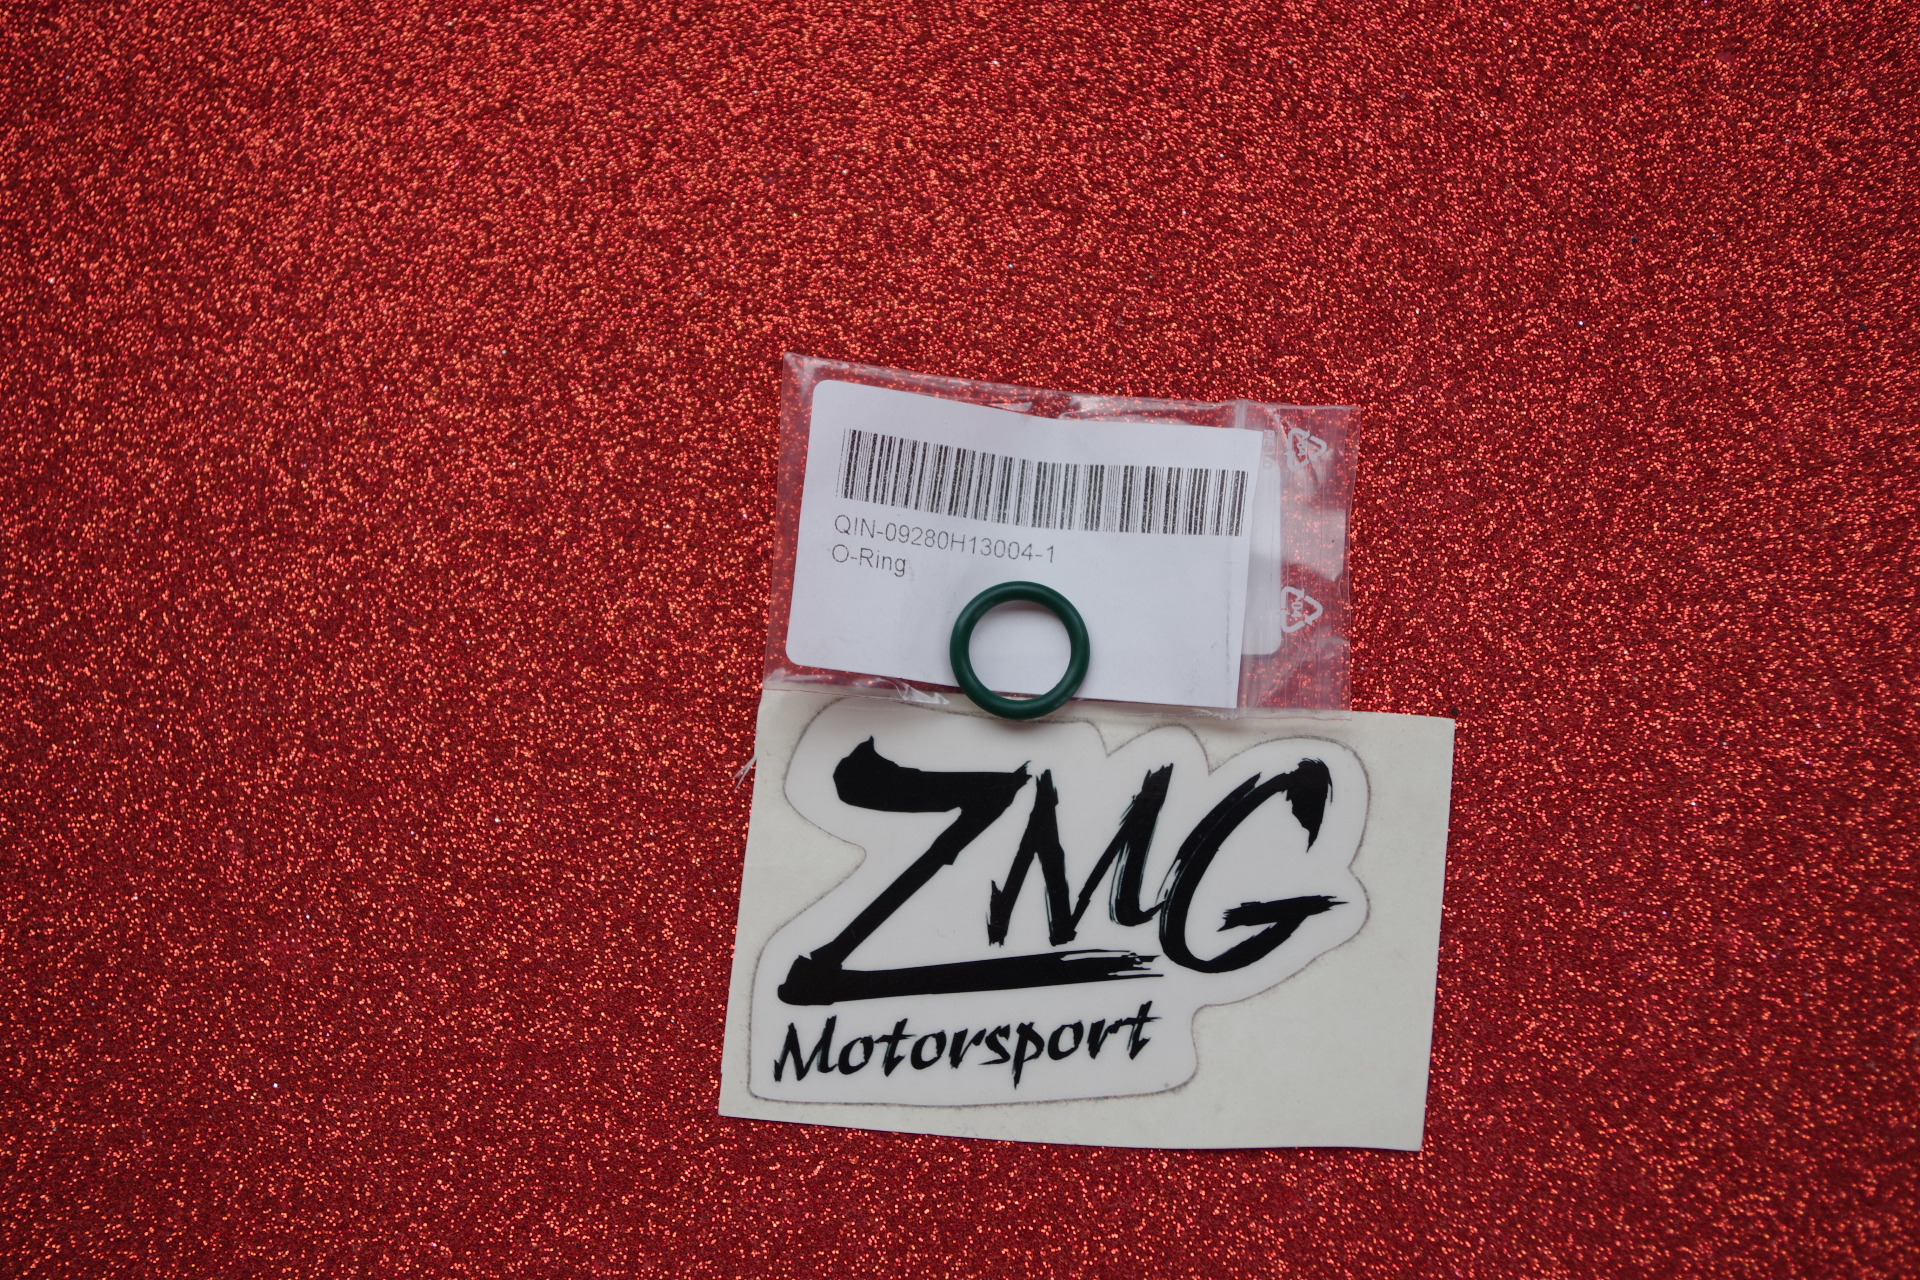 QIN-09280H13004-1
O-Ring
ZMG
Motorsport